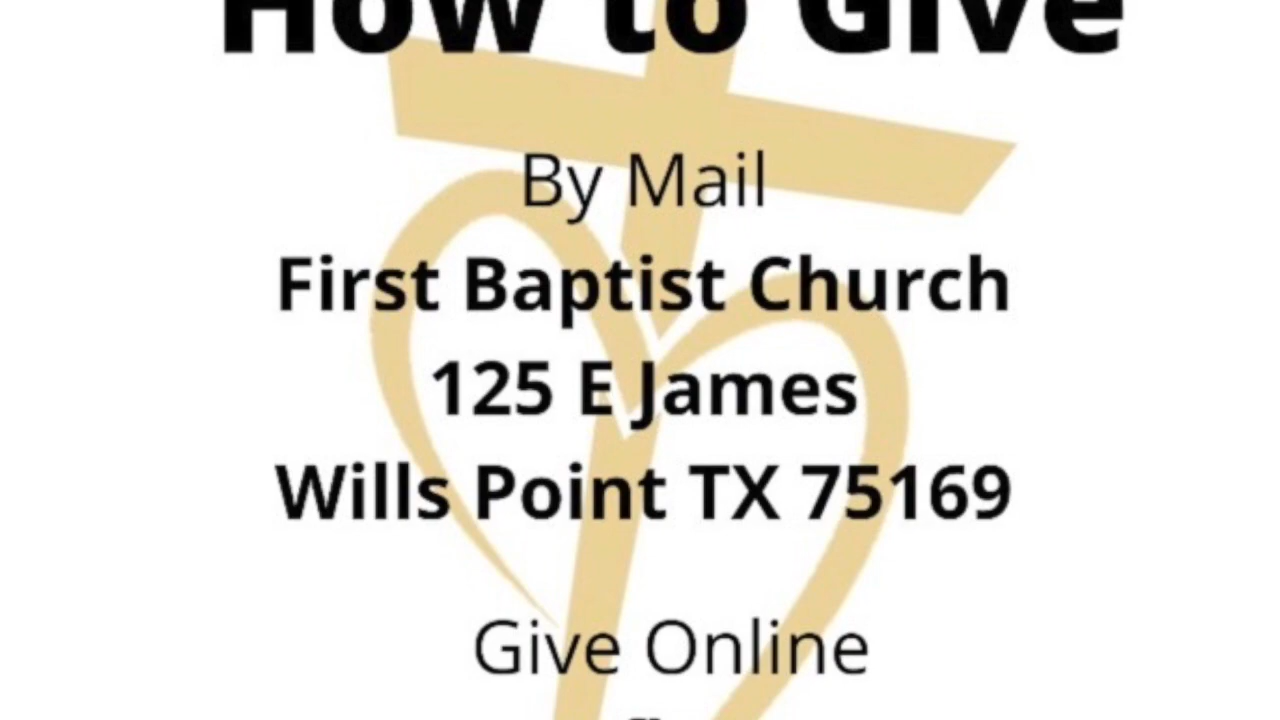 How to Give
By Mail
First Baptist Church
125 E James
Wills Point TX 75169
Give Online